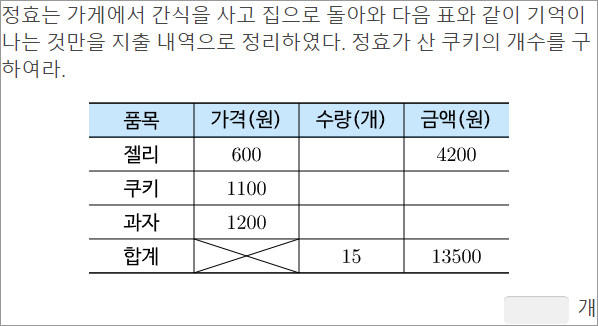 정효는 가게에서 간식을 사고 집으로 돌아와 다음 표와 같이 기억이
나는 것만을 지출 내역으로 정리하였다. 정효가 산 쿠키의 개수를 구
하여라.
품목 가격(원) 수량(개) 금액(원)
젤리 600 4200
쿠키 1100
과자 1200
합계 15 13500
개